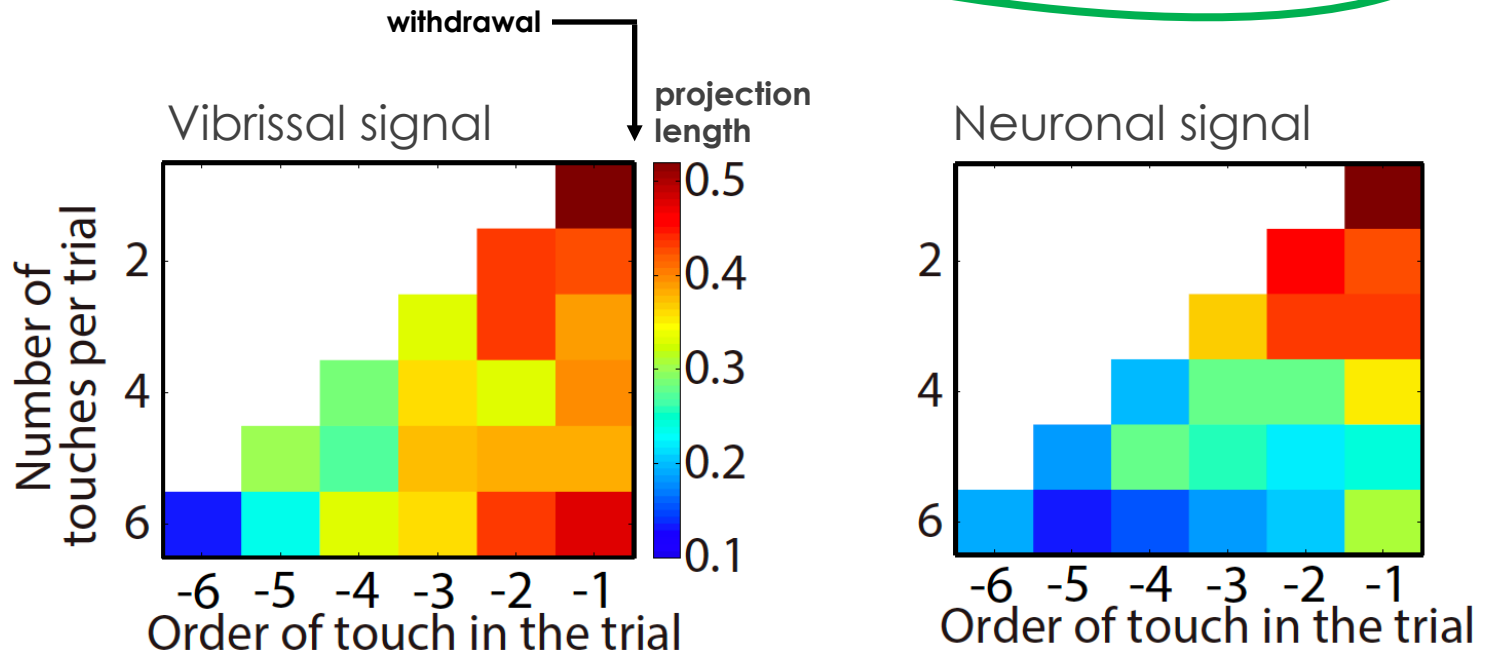 withdrawal
projection
length
Vibrissal signal
Number of
touches per trial
2
4
6
-6 -5 -4 -3 -2 -1
Order of touch in the trial
0.5
0.4
0.3
0.2
0.1
Neuronal signal
2
4
6
-6 -5 -4 -3 -2 -1
Order of touch in the trial